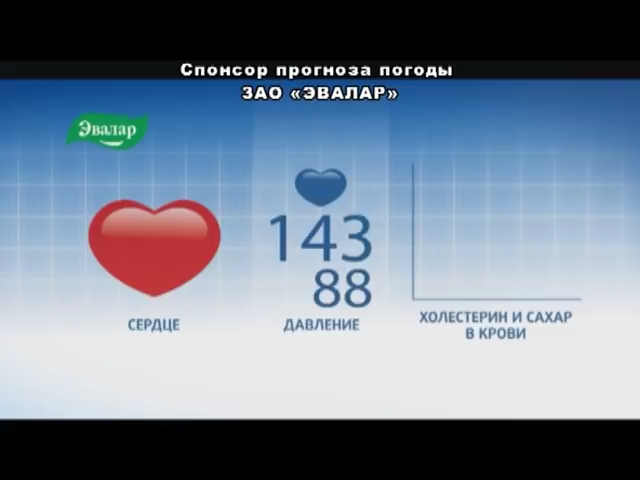 Спонсор прогноза погоды
ЗАО «ЭВАЛАР»
Эвалар
143
88
СЕРДЦЕ
ДАВЛЕНИЕ
ХОЛЕСТЕРИН И САХАР
В КРОВИ